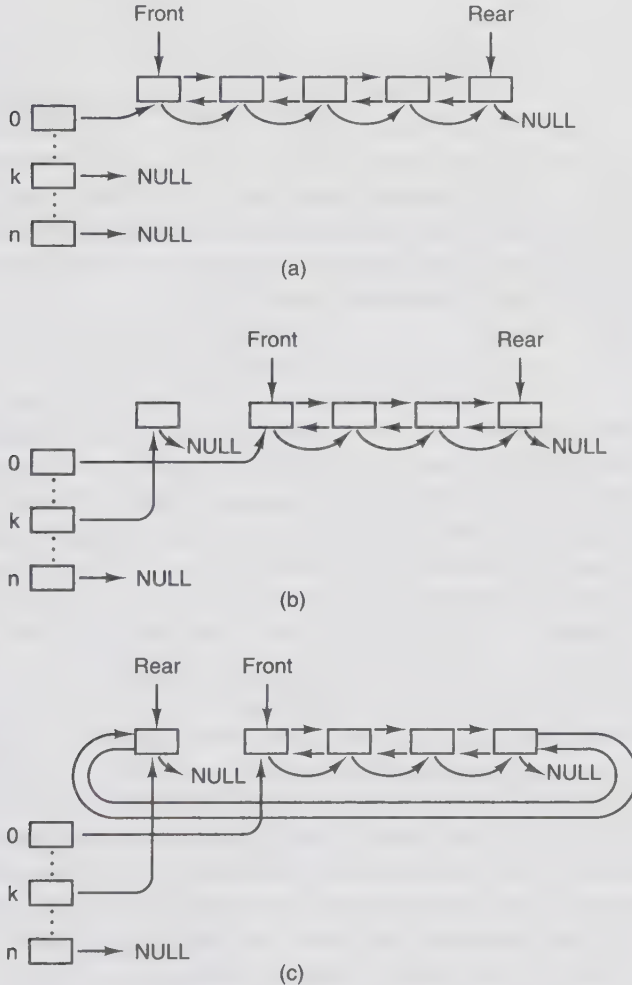 Front Rear
0 NULL
k NULL
n NULL
(a)
Front Rear
NULL NULL
0
k
n NULL
(b)
Rear Front
NULL NULL
0
k
n NULL
(c)